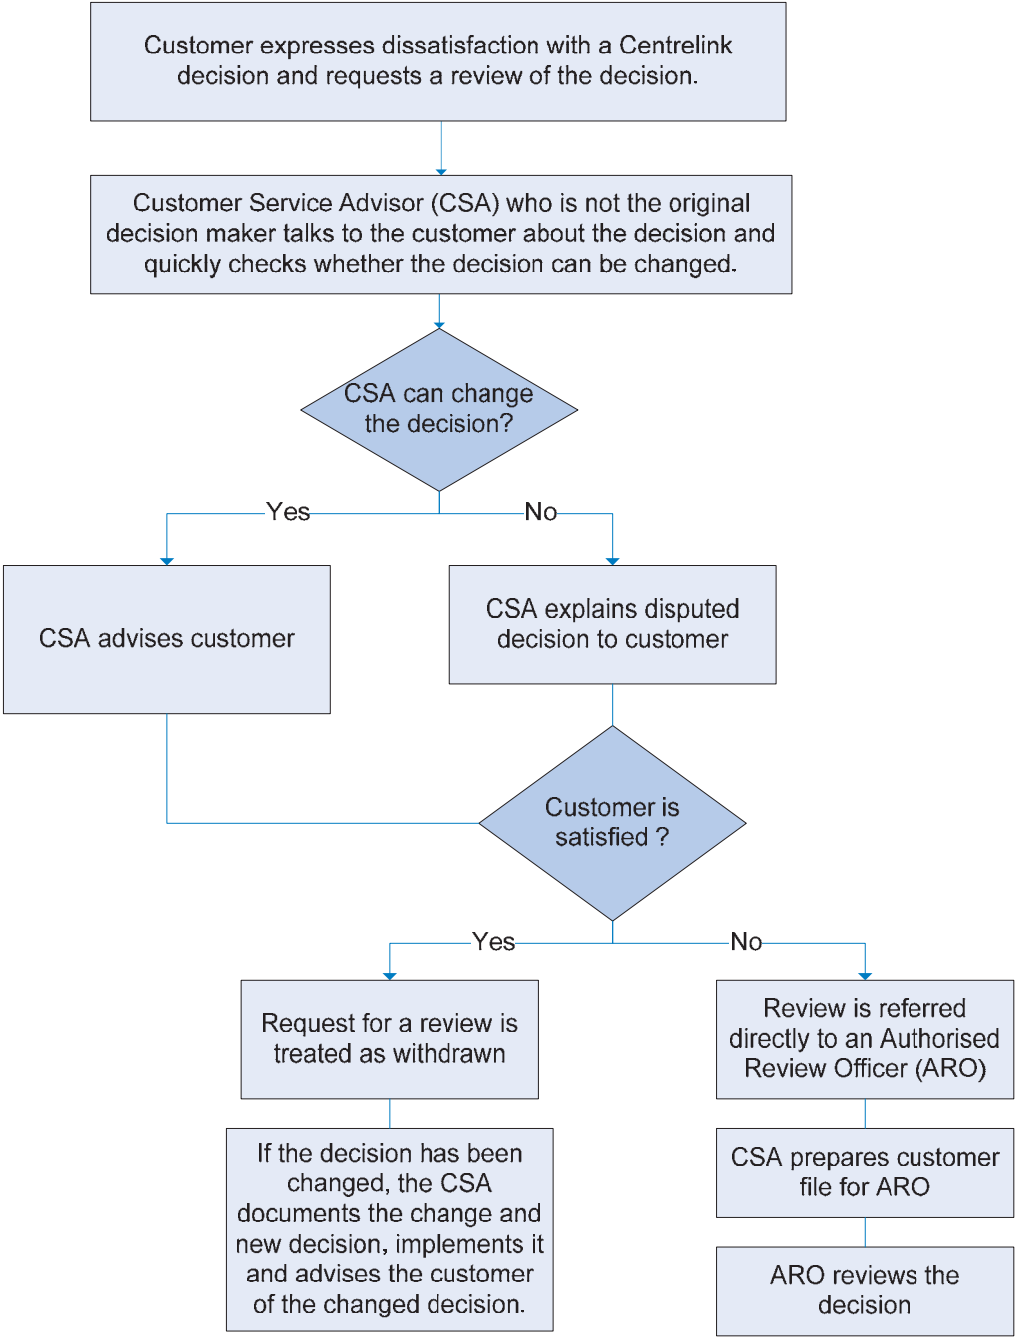 Customer expresses dissatisfaction with a Centrelink
decision and requests a review of the decision.
Customer Service Advisor (CSA) who is not the original
decision maker talks to the customer about the decision and
quickly checks whether the decision can be changed.
CSA can change
the decision?
Yes
No
CSA advises customer
CSA explains disputed
decision to customer
Customer is
satisfied ?
Yes
No
Request for a review is
treated as withdrawn
Review is referred
directly to an Authorised
Review Officer (ARO)
If the decision has been
changed, the CSA
documents the change and
new decision, implements it
and advises the customer
of the changed decision.
CSA prepares customer
file for ARO
ARO reviews the
decision